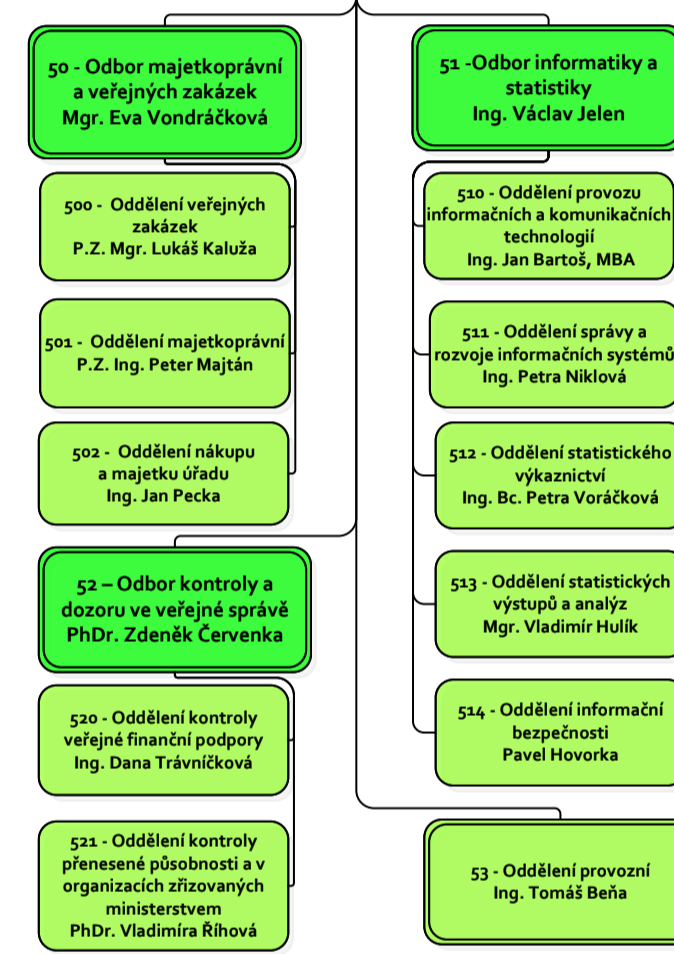 50 - Odbor majetkoprávní
a veřejných zakázek
Mgr. Eva Vondráčková
500 - Oddělení veřejných
zakázek
P.Z. Mgr. Lukáš Kaluža
501 - Oddělení majetkoprávní
P.Z. Ing. Peter Majtán
502 - Oddělení nákupu
a majetku úřadu
Ing. Jan Pecka
51 -Odbor informatiky a
statistiky
Ing. Václav Jelen
510 - Oddělení provozu
informačních a komunikačních
technologií
Ing. Jan Bartoš, MBA
511 - Oddělení správy a
rozvoje informačních systémů
Ing. Petra Niklová
512 - Oddělení statistického
výkaznictví
Ing. Bc. Petra Voráčková
513 - Oddělení statistických
výstupů a analýz
Mgr. Vladimír Hulík
514 - Oddělení informační
bezpečnosti
Pavel Hovorka
52 – Odbor kontroly a
dozoru ve veřejné správě
PhDr. Zdeněk Červenka
520 - Oddělení kontroly
veřejné finanční podpory
Ing. Dana Trávníčková
521 - Oddělení kontroly
přenesené působnosti a v
organizacích zřizovaných
ministerstvem
PhDr. Vladimíra Říhová
53 - Oddělení provozní
Ing. Tomáš Beňa